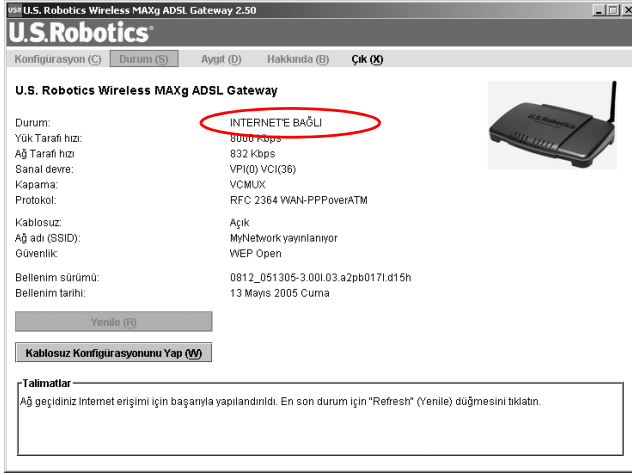 USR U.S. Robotics Wireless MAXg ADSL Gateway 2.50
U.S.Robotics®
Konfigürasyon (C) Durum (S) Aygıt (D) Hakkında (B) Çık (X)
U.S. Robotics Wireless MAXg ADSL Gateway
Durum: INTERNET'E BAĞLI
Yük Tarafı hızı: 8000 Kbps
Ağ Tarafı hızı 832 Kbps
Sanal devre: VPI(0) VCI(36)
Kapama: VCMUX
Protokol: RFC 2364 WAN-PPPoverATM
Kablosuz: Açık
Ağ adı (SSID): MyNetwork yayınlanıyor
Güvenlik: WEP Open
Bellenim sürümü: 0812_051305-3.00l.03.a2pb017l.d15h
Bellenim tarihi: 13 Mayıs 2005 Cuma
U.S.Robotics
Yenile (R)
Kablosuz Konfigürasyonunu Yap (W)
Talimatlar
Ağ geçidiniz Internet erişimi için başarıyla yapılandırıldı. En son durum için "Refresh" (Yenile) düğmesini tıklatın.